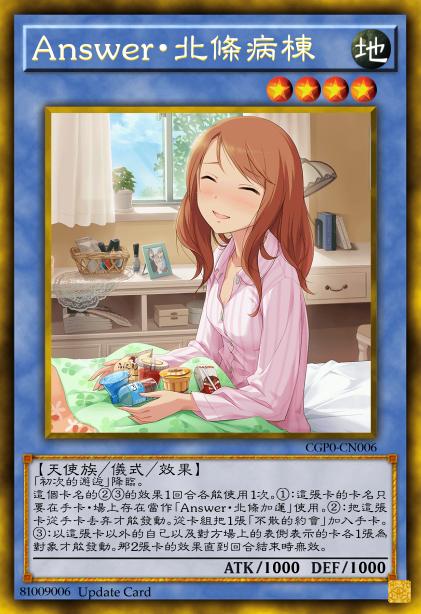 Answer・北條病棟
地
CGP0-CN006
【天使族／儀式／效果】
「初次的邂逅」降臨。
這個卡名的②③的效果1回合各能使用1次。①：這張卡的卡名只
要在手卡・場上存在當作「Answer・北條加蓮」使用。②：把這張
卡從手卡丟弃才能發動。從卡組把1張「不散的約會」加入手卡。
③：以這張卡以外的自己以及對方場上的表側表示的卡各1張為
對象才能發動。那2張卡的效果直到回合結束時無效。
ATK/1000 DEF/1000
81009006 Update Card